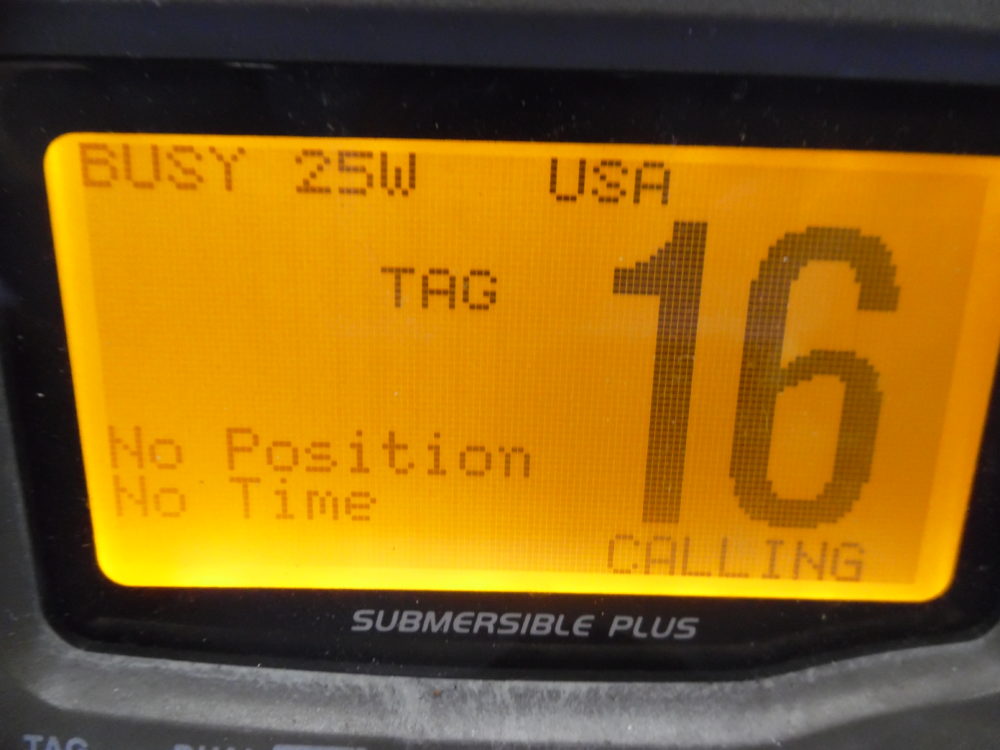 BUSY 25W USA
TAG
16
No Position
No Time
CALLING
SUBMERSIBLE PLUS
TAG